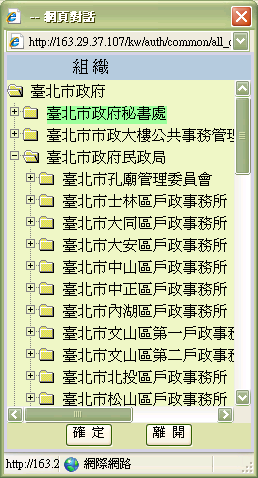 -- 網頁對話
http://163.29.37.107/kw/auth/common/all_
組織
臺北市政府
臺北市政府秘書處
臺北市市政大樓公共事務管理
臺北市政府民政局
臺北市孔廟管理委員會
臺北市士林區戶政事務所
臺北市大同區戶政事務所
臺北市大安區戶政事務所
臺北市中山區戶政事務所
臺北市中正區戶政事務所
臺北市內湖區戶政事務所
臺北市文山區第一戶政事
臺北市文山區第二戶政事
臺北市北投區戶政事務所
臺北市松山區戶政事務所
確定 離開
http://163.2 網際網路